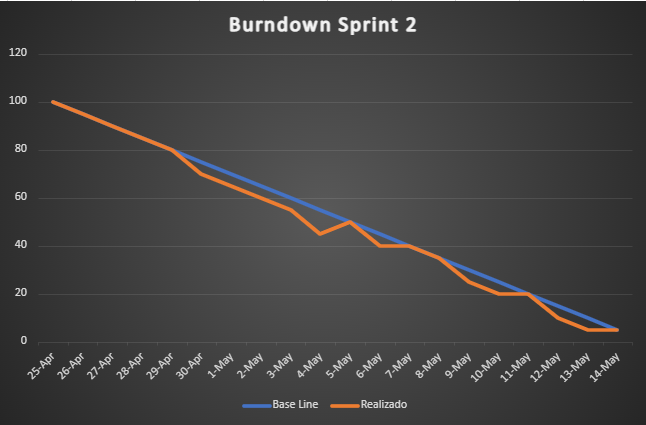 Burndown Sprint 2
120
100
80
60
40
20
0
25-Apr
26-Apr
27-Apr
28-Apr
29-Apr
30-Apr
1-May
2-May
3-May
4-May
5-May
6-May
7-May
8-May
9-May
10-May
11-May
12-May
13-May
14-May
Base Line
Realizado